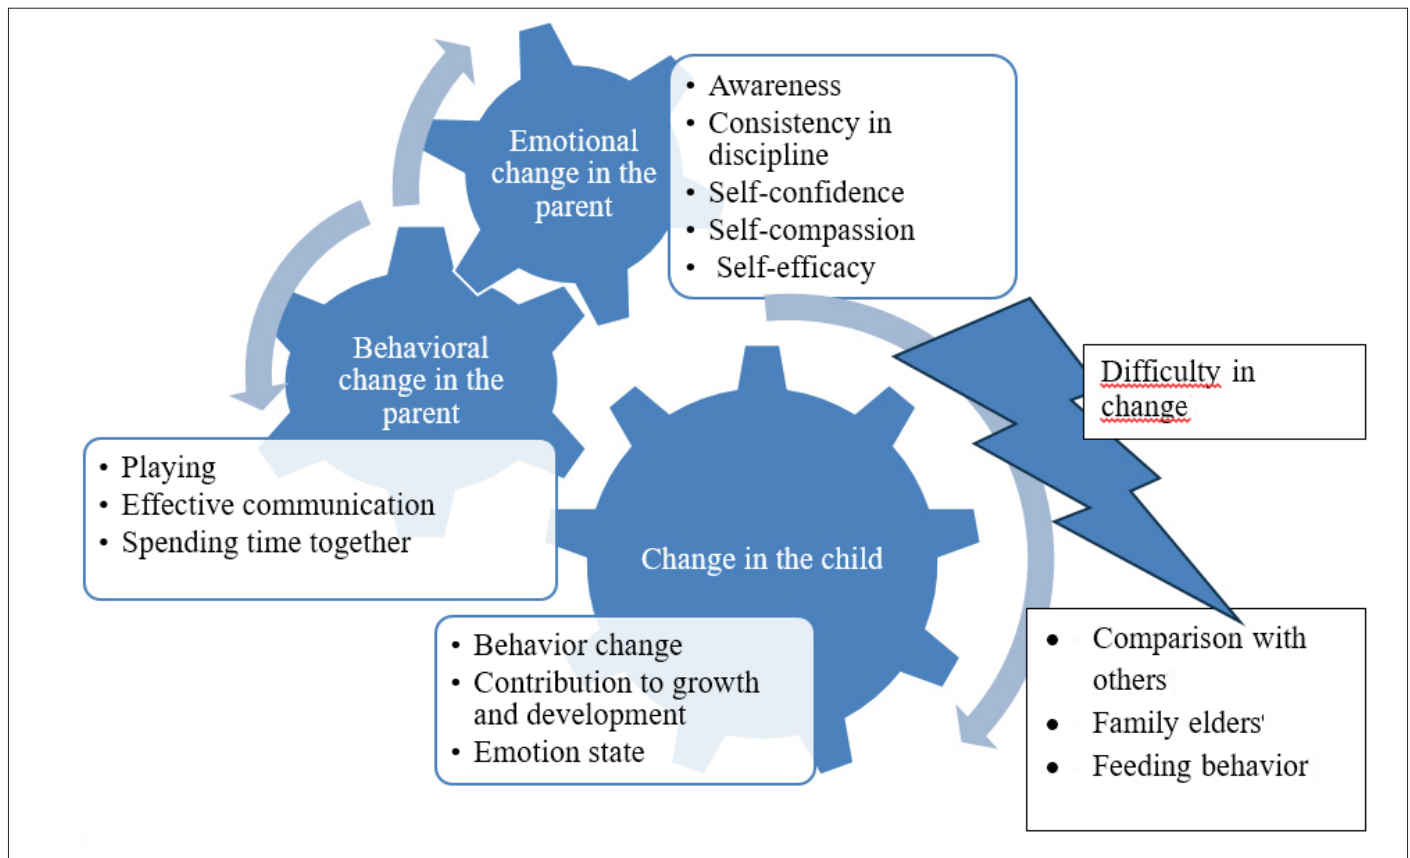 Emotional
change in the
parent
• Awareness
• Consistency in
discipline
• Self-confidence
• Self-compassion
• Self-efficacy
Behavioral
change in the
parent
• Playing
• Effective communication
• Spending time together
Difficulty in
change
Change in the child
• Behavior change
• Contribution to growth
and development
• Emotion state
• Comparison with
others
• Family elders'
• Feeding behavior